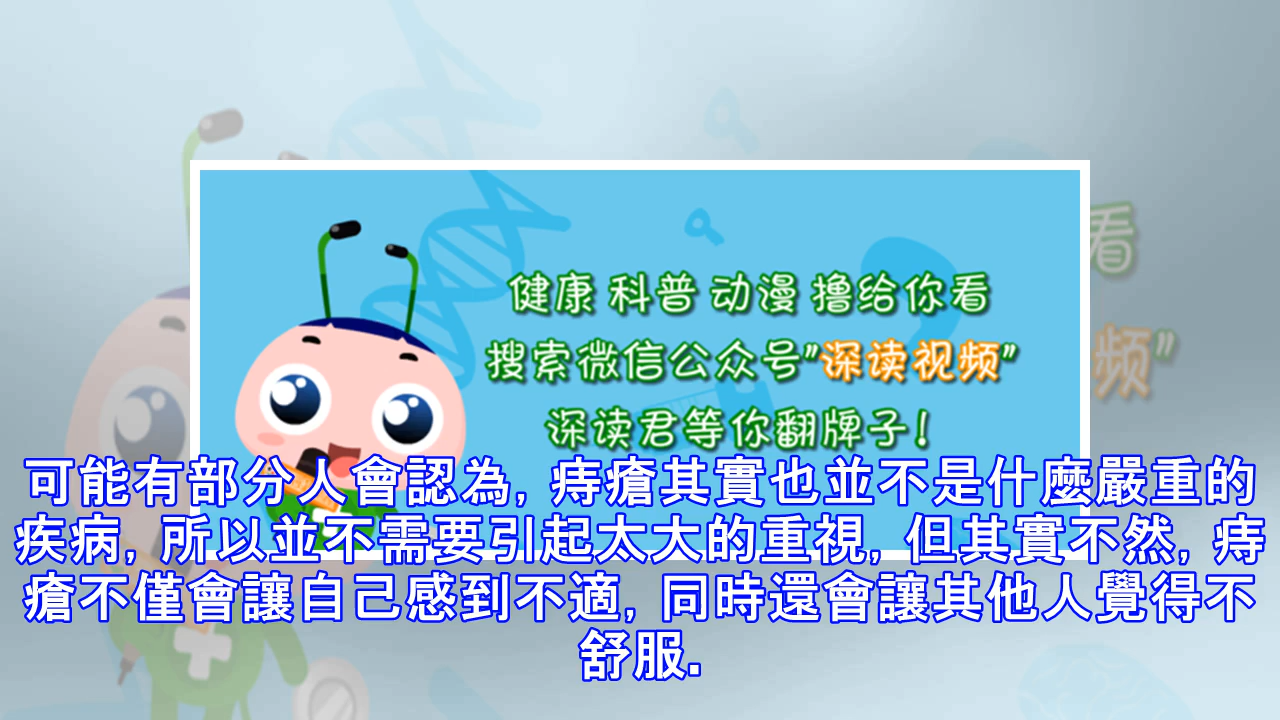 健康 科普 动漫 撸给你看
搜索微信公众号"深读视频"
深读君等你翻牌子!
看
频"
可能有部分人會認為, 痔瘡其實也並不是什麼嚴重的
疾病, 所以並不需要引起太大的重視, 但其實不然, 痔
瘡不僅會讓自己感到不適, 同時還會讓其他人覺得不
舒服.